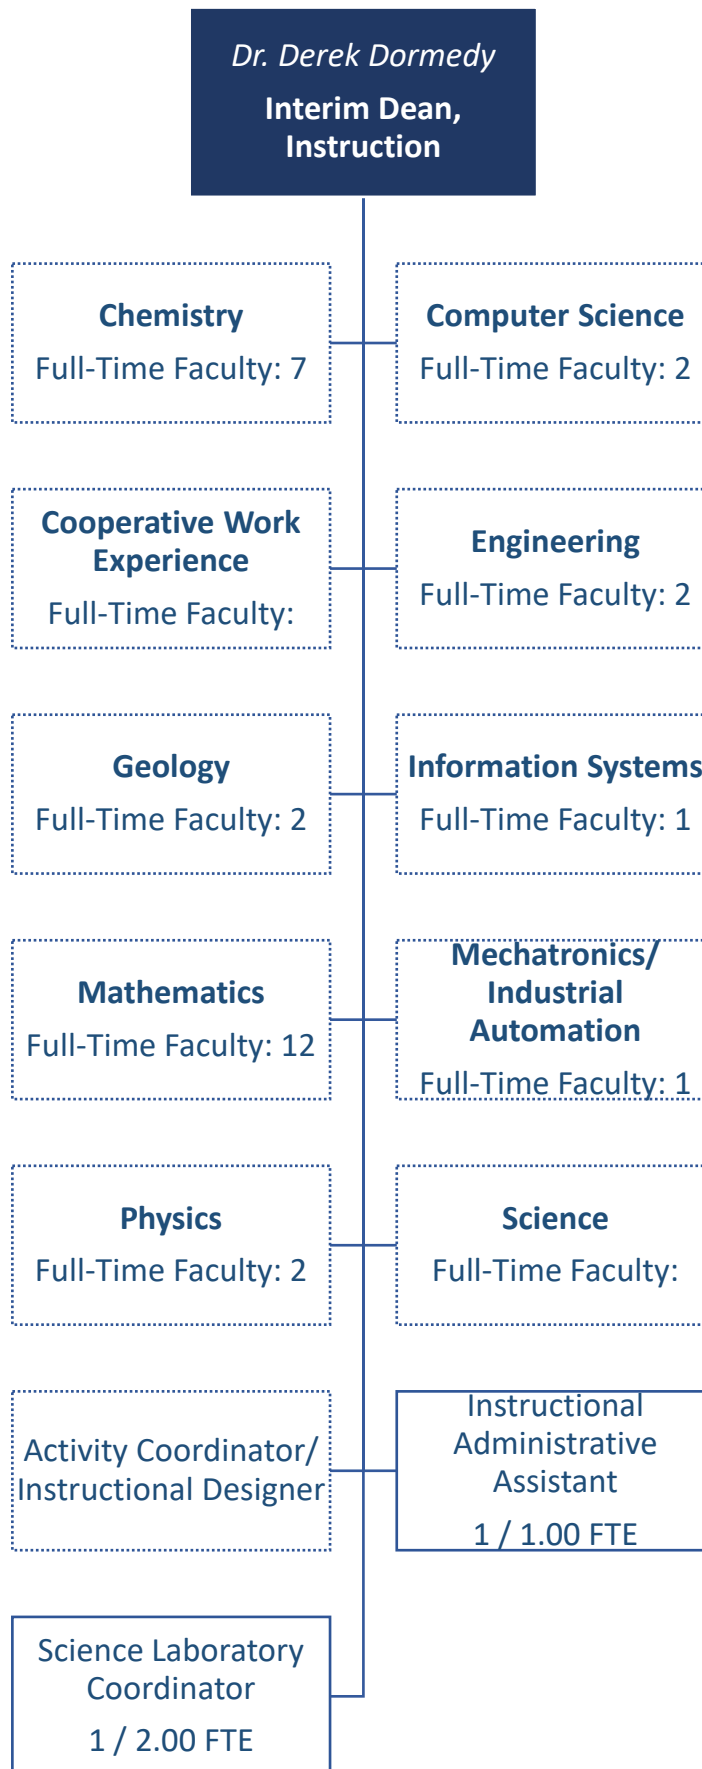 Dr. Derek Dormedy
Interim Dean,
Instruction
Chemistry
Full-Time Faculty: 7
Computer Science
Full-Time Faculty: 2
Cooperative Work
Experience
Full-Time Faculty:
Engineering
Full-Time Faculty: 2
Geology
Full-Time Faculty: 2
Information Systems
Full-Time Faculty: 1
Mathematics
Full-Time Faculty: 12
Mechatronics/
Industrial
Automation
Full-Time Faculty: 1
Physics
Full-Time Faculty: 2
Science
Full-Time Faculty:
Activity Coordinator/
Instructional Designer
Instructional
Administrative
Assistant
1 / 1.00 FTE
Science Laboratory
Coordinator
1 / 2.00 FTE